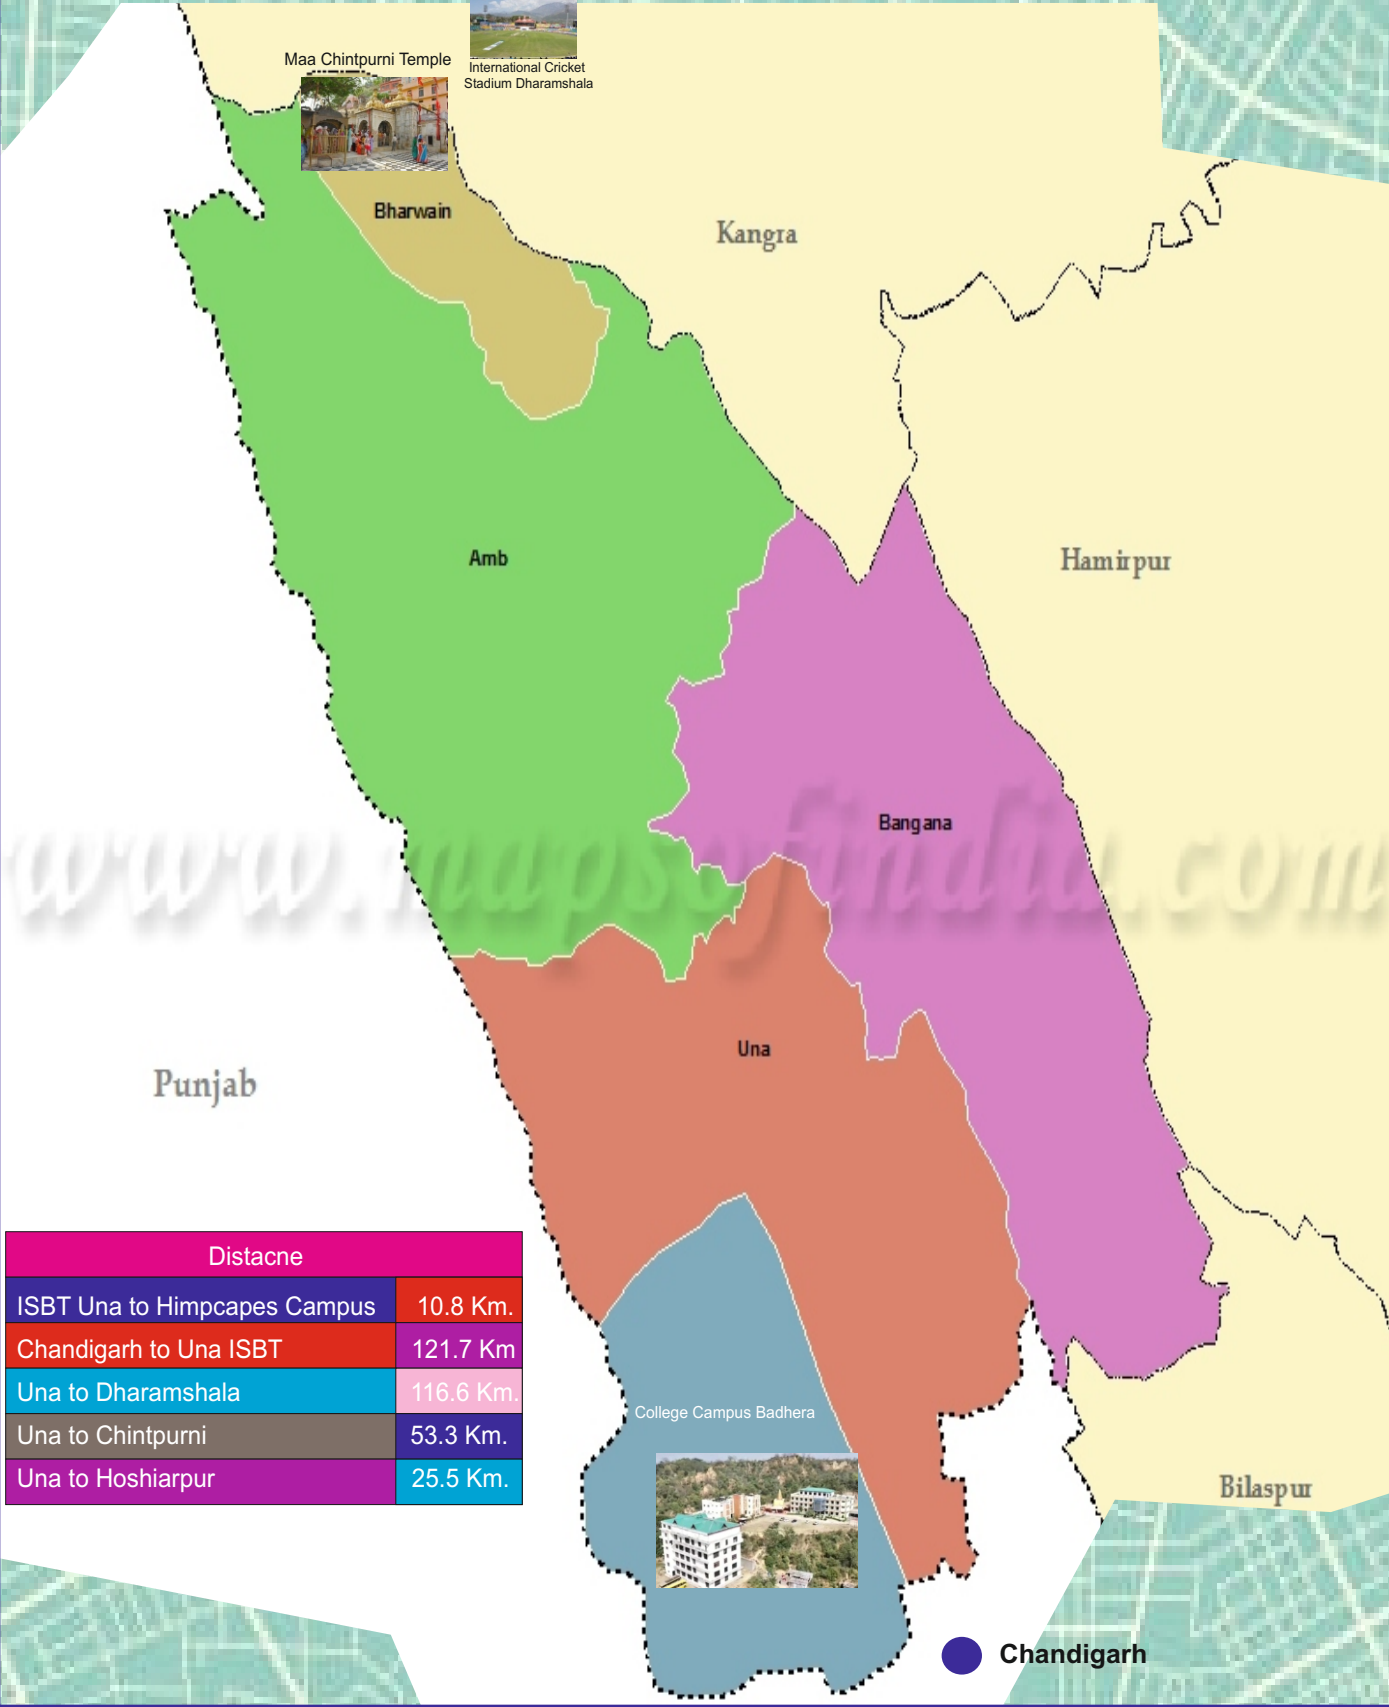 Maa Chintpurni Temple
International Cricket
Stadium Dharamshala
Bharwain
Kangra
Amb
Hamirpur
Bangana
www.mapsofindia.com
Una
Punjab
Distacne
ISBT Una to Himpcapes Campus 10.8 Km.
Chandigarh to Una ISBT 121.7 Km
Una to Dharamshala 116.6 Km.
Una to Chintpurni 53.3 Km.
Una to Hoshiarpur 25.5 Km.
College Campus Badhera
Bilaspur
Chandigarh